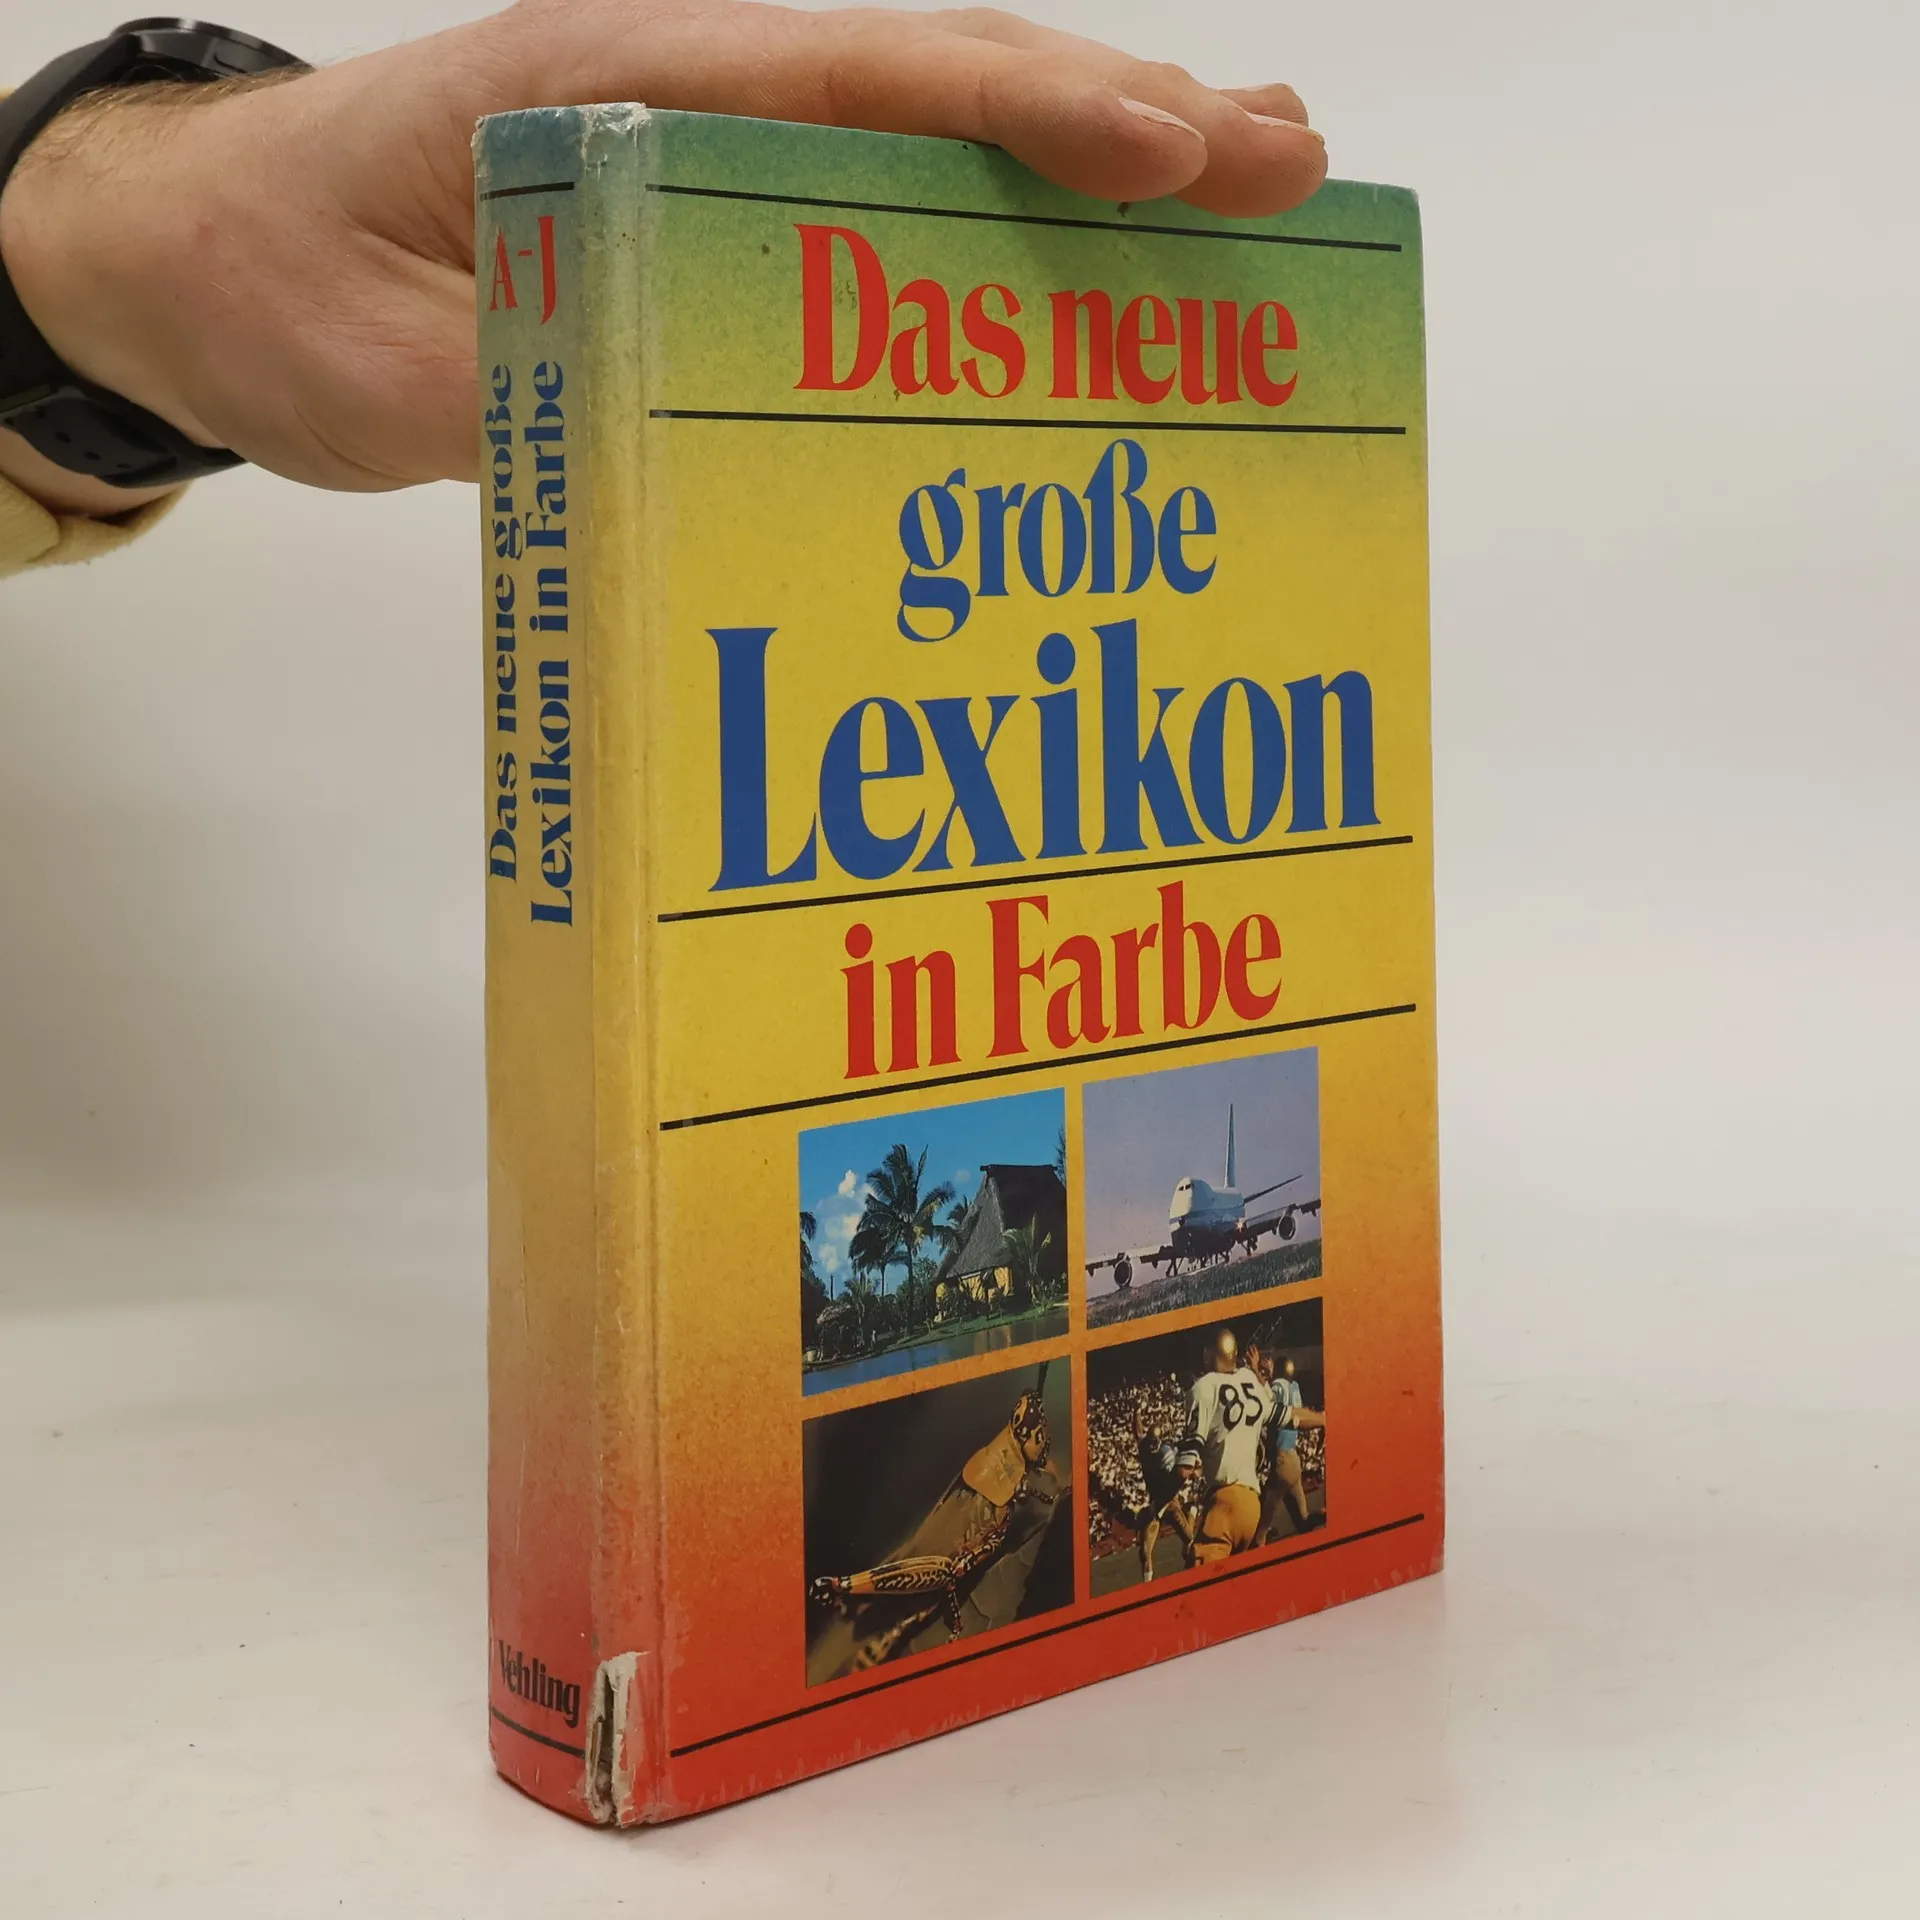 A-J
Das neue große
Lexikon in Farbe
Vehling
Das neue
große
Lexikon
in Farbe
85